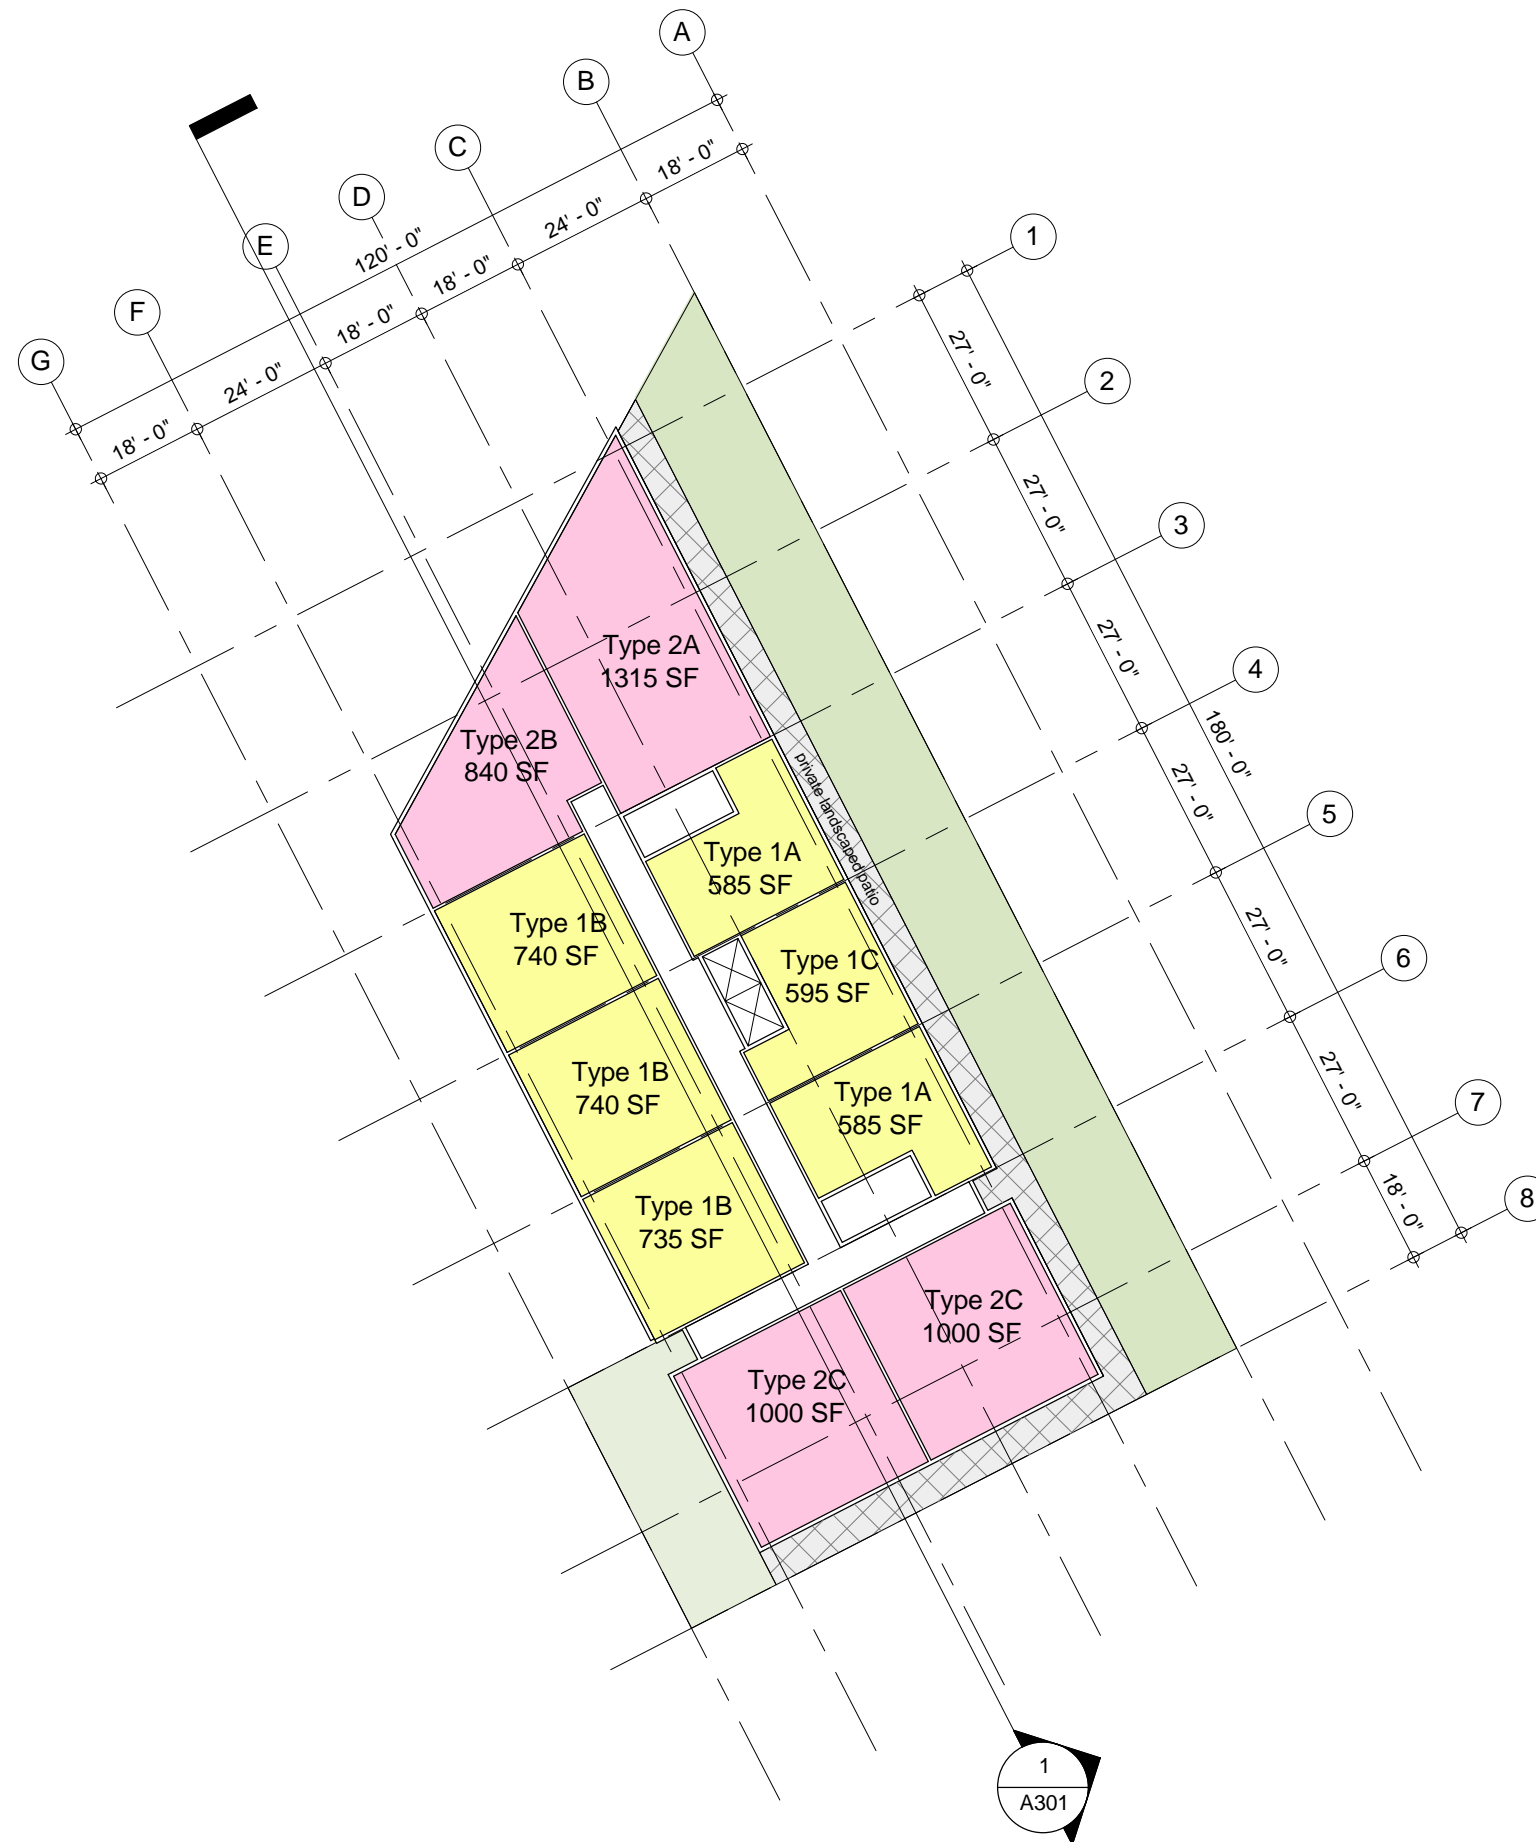 A
B
C
D
E
F
G
18' - 0"
24' - 0"
18' - 0"
18' - 0"
24' - 0"
18' - 0"
120' - 0"
1
2
3
4
5
6
7
8
27' - 0"
27' - 0"
27' - 0"
27' - 0"
27' - 0"
27' - 0"
18' - 0"
180' - 0"
Type 2A
1315 SF
Type 2B
840 SF
private landscaped patio
Type 1A
585 SF
Type 1B
740 SF
Type 1C
595 SF
Type 1B
740 SF
Type 1A
585 SF
Type 1B
735 SF
Type 2C
1000 SF
Type 2C
1000 SF
1
A301